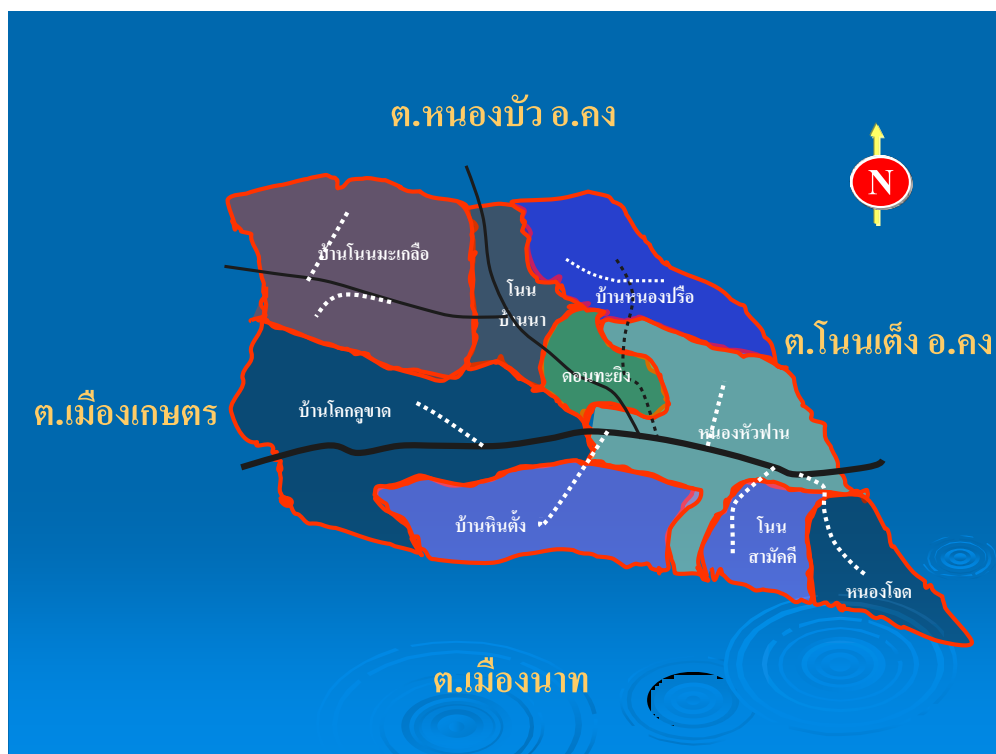 ต.หนองบัว อ.คง
N
บ้านโนนมะเกลือ
โนน
บ้านนา
บ้านหนองปรือ
ต.โนนเต็ง อ.คง
ดอนทะยิง
ต.เมืองเกษตร
บ้านโคกคูขาด
หนองหัวฟาน
บ้านหินตั้ง
โนน
สามัคคี
หนองโจด
ต.เมืองนาท